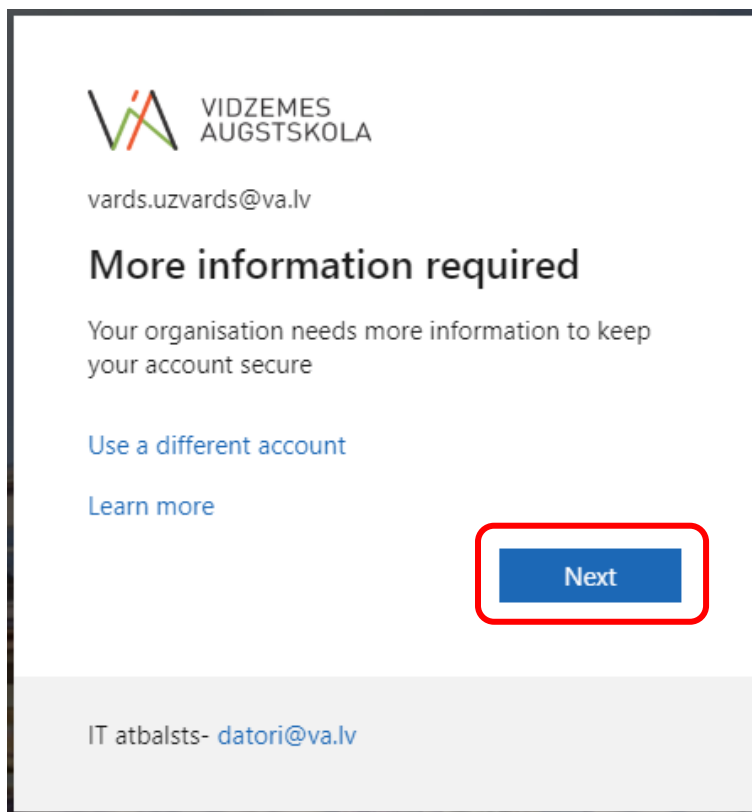 VIDZEMES
AUGSTSKOLA
vards.uzvards@va.lv
More information required
Your organisation needs more information to keep
your account secure
Use a different account
Learn more
Next
IT atbalsts- datori@va.lv